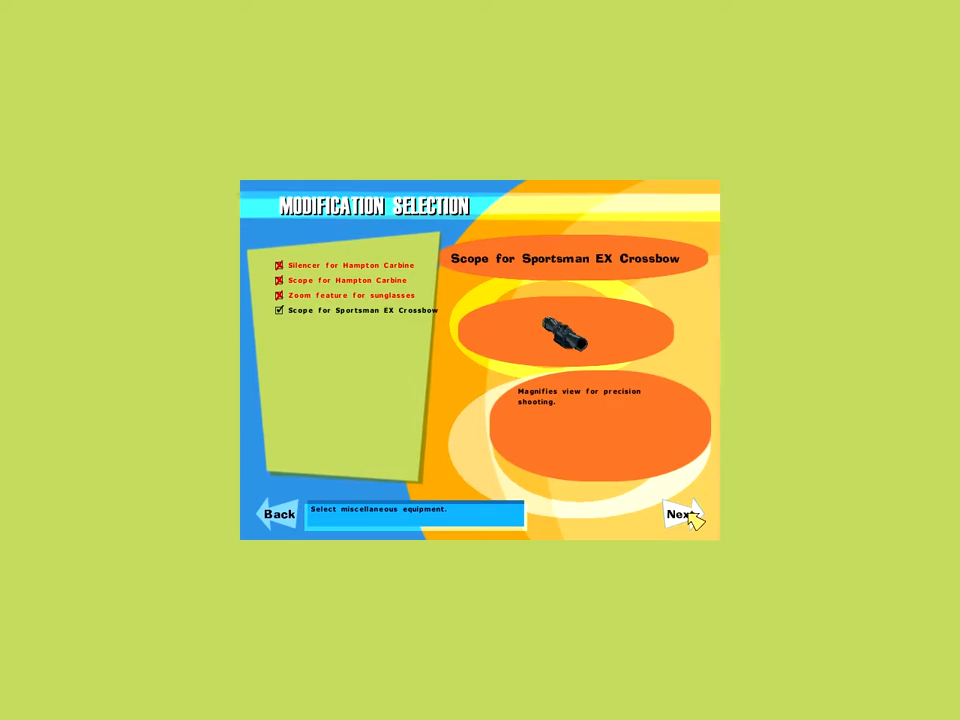 MODIFICATION SELECTION
Silencer for Hampton Carbine
Scope for Hampton Carbine
Zoom feature for sunglasses
Scope for Sportsman EX Crossbow
Scope for Sportsman EX Crossbow
Magnifies view for precision
shooting.
Back
Select miscellaneous equipment.
Next